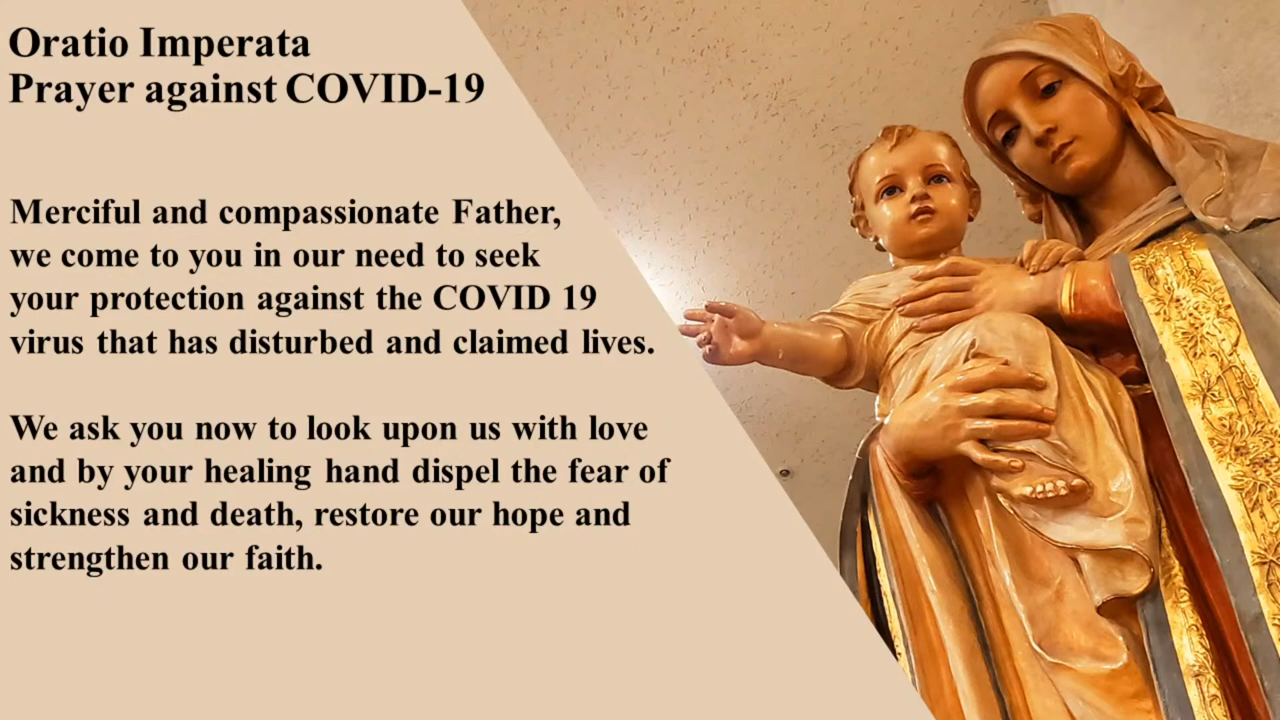 Oratio Imperata
Prayer against COVID-19
Merciful and compassionate Father,
we come to you in our need to seek
your protection against the COVID 19
virus that has disturbed and claimed lives.
We ask you now to look upon us with love
and by your healing hand dispel the fear of
sickness and death, restore our hope and
strengthen our faith.